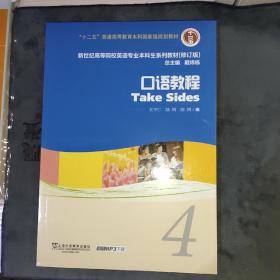 “十二五”普通高等教育本科国家级规划教材
新世纪高等院校英语专业本科生系列教材(修订版)
总主编 戴炜栋
口语教程
Take Sides
4
上海外语教育出版社